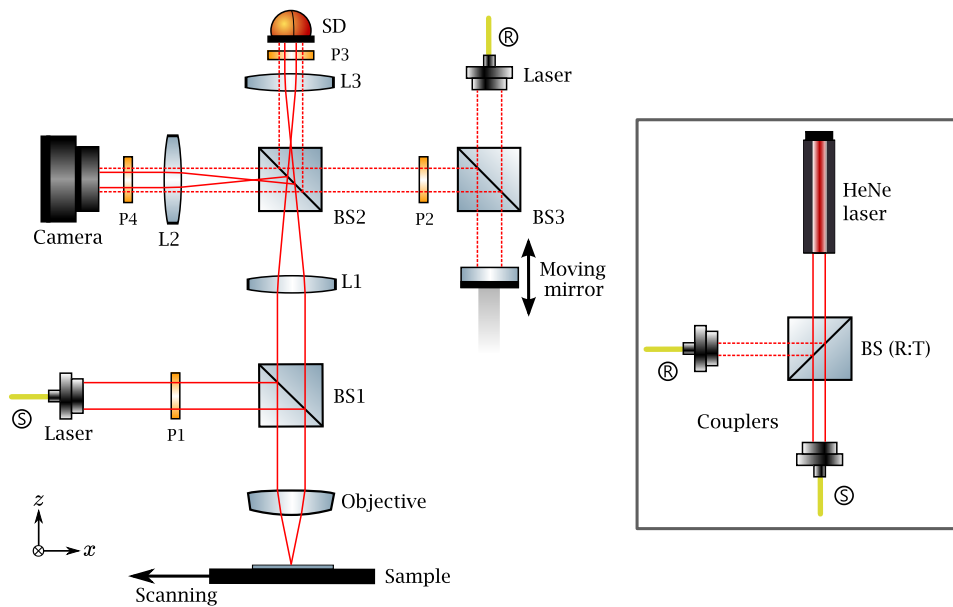 SD
P3
L3
Ⓡ
Laser
Camera
P4
L2
BS2
P2
BS3
L1
Moving
mirror
BS1
Ⓢ
Laser
P1
Objective
z
x
Sample
Scanning
HeNe
laser
BS (R:T)
Ⓡ
Couplers
Ⓢ